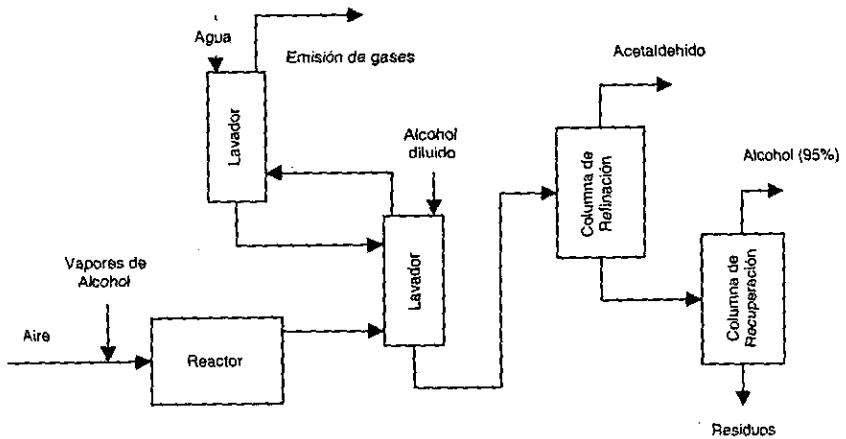 Agua
Emisión de gases
Lavador
Alcohol
diluido
Acetaldehido
Columna de
Refinación
Alcohol (95%)
Columna de
Recuperación
Residuos
Lavador
Vapores de
Alcohol
Aire
Reactor